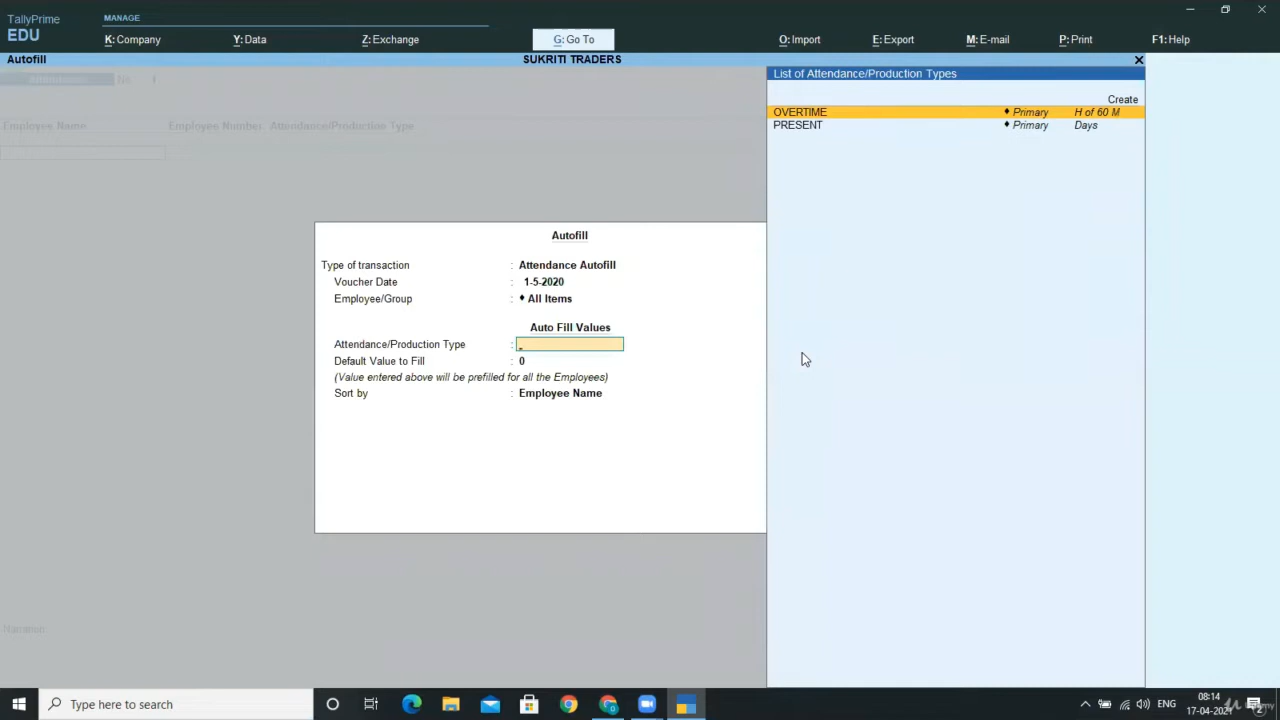 TallyPrime
EDU
MANAGE
K: Company
Y: Data
Z: Exchange
G: Go To
O: Import
E: Export
M: E-mail
P: Print
F1: Help
Autofill
SUKRITI TRADERS
No.
1
Employee Name
Employee Number
Attendance/Production Type
List of Attendance/Production Types
Create
OVERTIME ♦ Primary H of 60 M
PRESENT ♦ Primary Days
Autofill
Type of transaction : Attendance Autofill
Voucher Date : 1-5-2020
Employee/Group : ♦ All Items
Auto Fill Values
Attendance/Production Type :
Default Value to Fill : 0
(Value entered above will be prefilled for all the Employees)
Sort by : Employee Name
Narration:
Type here to search
ENG
08:14
17-04-2021